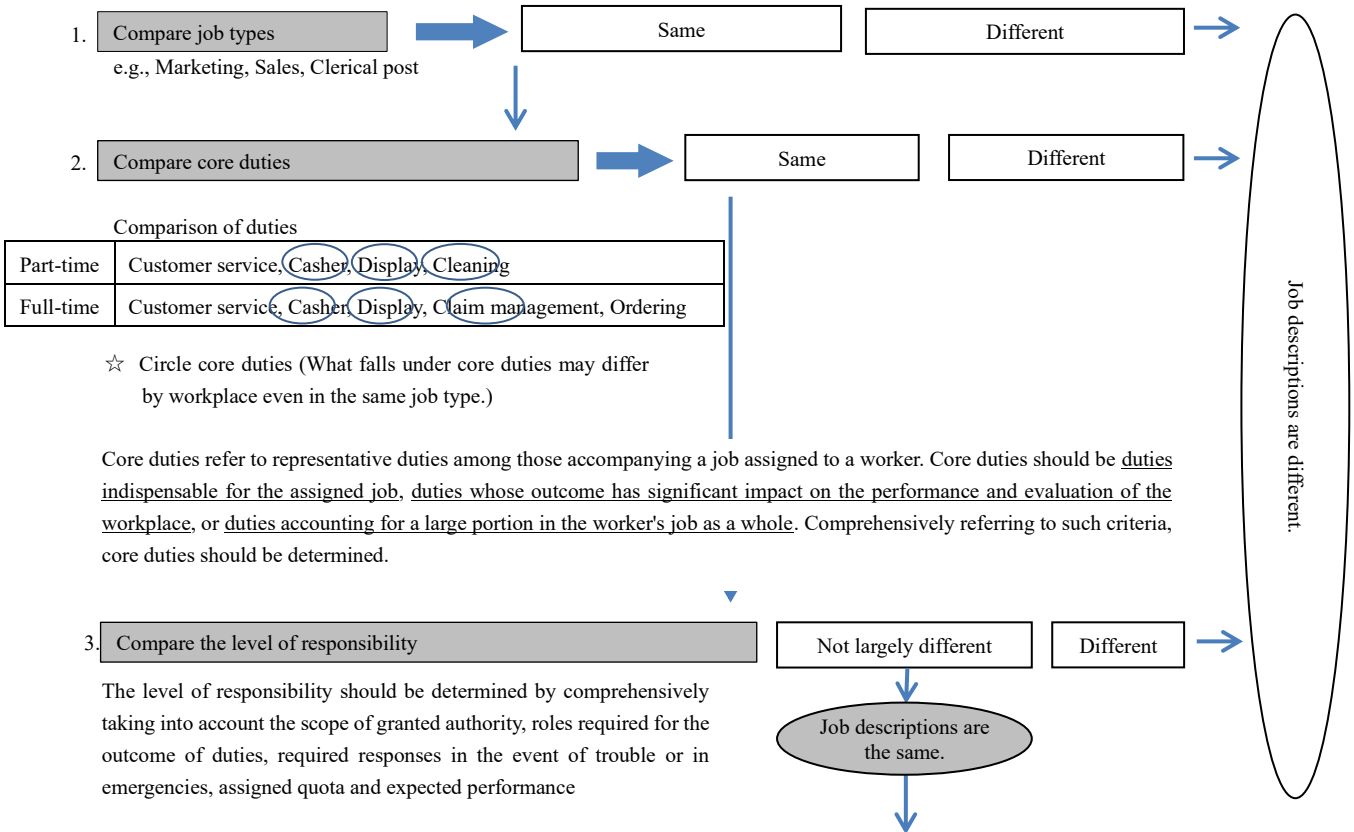 1. Compare job types
Same
Different
e.g., Marketing, Sales, Clerical post
2. Compare core duties
Same
Different
Comparison of duties
Part-time Customer service, Casher, Display, Cleaning
Full-time Customer service, Casher, Display, Claim management, Ordering
☆ Circle core duties (What falls under core duties may differ
by workplace even in the same job type.)
Core duties refer to representative duties among those accompanying a job assigned to a worker. Core duties should be duties
indispensable for the assigned job, duties whose outcome has significant impact on the performance and evaluation of the
workplace, or duties accounting for a large portion in the worker's job as a whole. Comprehensively referring to such criteria,
core duties should be determined.
3. Compare the level of responsibility
Not largely different
Different
The level of responsibility should be determined by comprehensively
taking into account the scope of granted authority, roles required for the
outcome of duties, required responses in the event of trouble or in
emergencies, assigned quota and expected performance
Job descriptions are
the same.
Job descriptions are different.